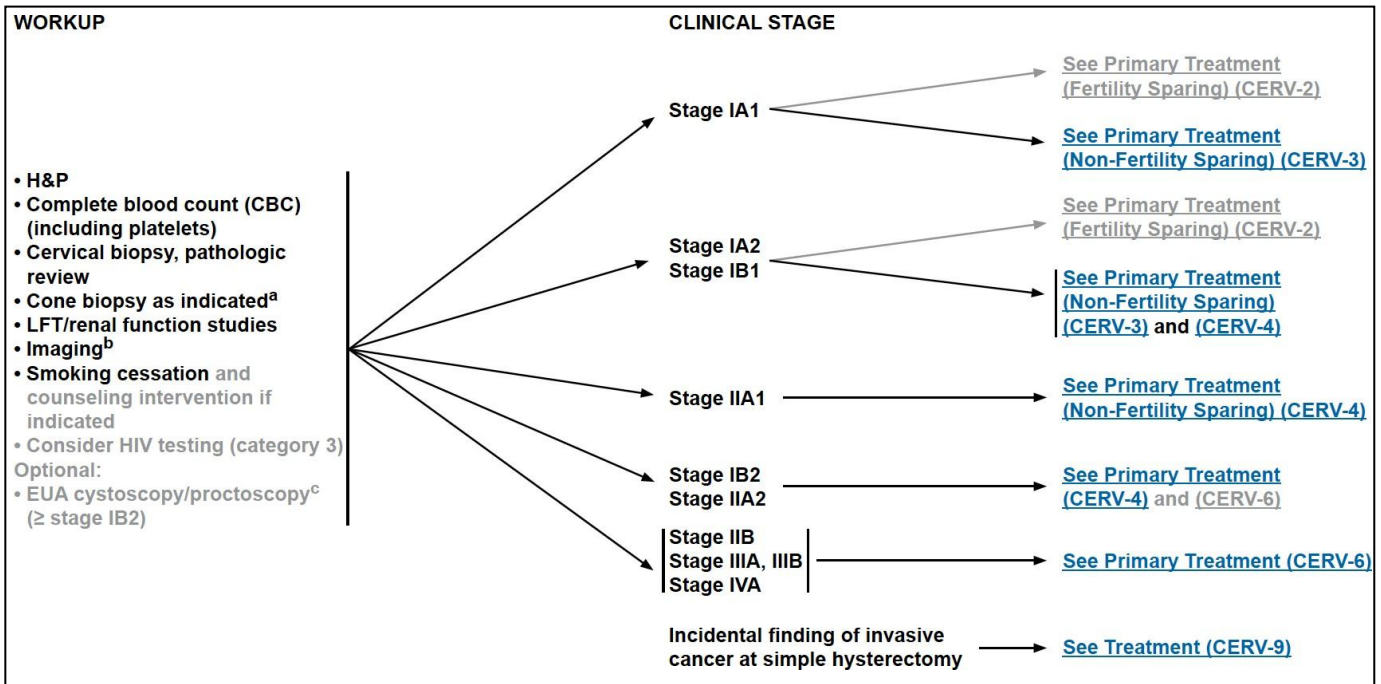 WORKUP
• H&P
• Complete blood count (CBC)
(including platelets)
• Cervical biopsy, pathologic
review
• Cone biopsy as indicatedᵃ
• LFT/renal function studies
• Imagingᵇ
• Smoking cessation and
counseling intervention if
indicated
• Consider HIV testing (category 3)
Optional:
• EUA cystoscopy/proctoscopyᶜ
(≥ stage IB2)
CLINICAL STAGE
Stage IA1
See Primary Treatment
(Fertility Sparing) (CERV-2)
See Primary Treatment
(Non-Fertility Sparing) (CERV-3)
Stage IA2
Stage IB1
See Primary Treatment
(Fertility Sparing) (CERV-2)
See Primary Treatment
(Non-Fertility Sparing)
(CERV-3) and (CERV-4)
Stage IIA1
See Primary Treatment
(Non-Fertility Sparing) (CERV-4)
Stage IB2
Stage IIA2
See Primary Treatment
(CERV-4) and (CERV-6)
Stage IIB
Stage IIIA, IIIB
Stage IVA
See Primary Treatment (CERV-6)
Incidental finding of invasive
cancer at simple hysterectomy
See Treatment (CERV-9)